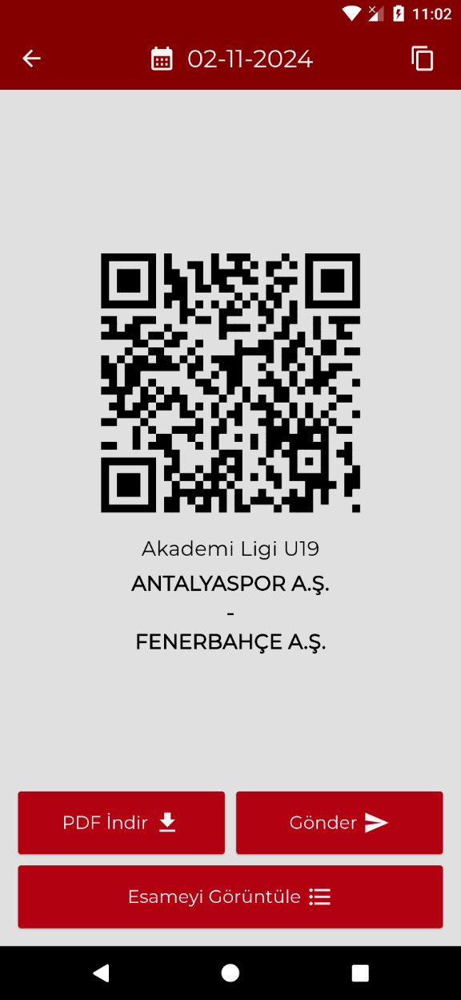 11:02
02-11-2024
Akademi Ligi U19
ANTALYASPOR A.Ş.
-
FENERBAHÇE A.Ş.
PDF İndir
Gönder
Esameyi Görüntüle